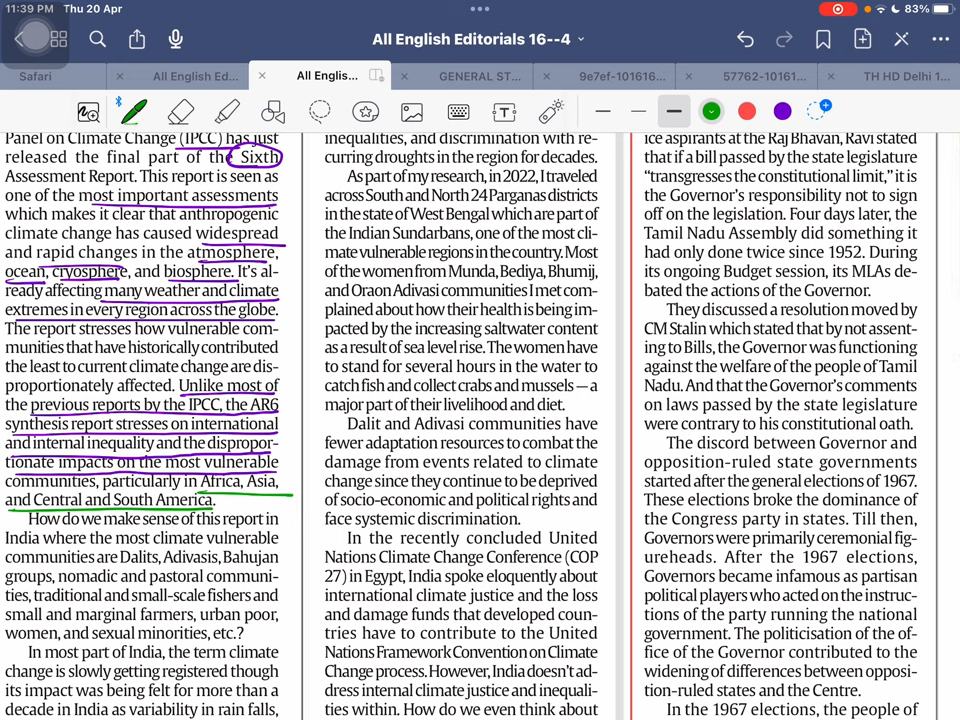 11:39 PM Thu 20 Apr
83%
All English Editorials 16--4
Safari
All English Ed...
All Englis...
GENERAL ST...
9e7ef-101616...
57762-10161...
TH HD Delhi 1...
Panel on Climate Change (IPCC) has just
released the final part of the Sixth
Assessment Report. This report is seen as
one of the most important assessments
which makes it clear that anthropogenic
climate change has caused widespread
and rapid changes in the atmosphere,
ocean, cryosphere, and biosphere. It's al-
ready affecting many weather and climate
extremes in every region across the globe.
The report stresses how vulnerable com-
munities that have historically contributed
the least to current climate change are dis-
proportionately affected. Unlike most of
the previous reports by the IPCC, the AR6
synthesis report stresses on international
and internal inequality and the dispropor-
tionate impacts on the most vulnerable
communities, particularly in Africa, Asia,
and Central and South America.
How do we make sense of this report in
India where the most climate vulnerable
communities are Dalits, Adivasis, Bahujan
groups, nomadic and pastoral communi-
ties, traditional and small-scale fishers and
small and marginal farmers, urban poor,
women, and sexual minorities, etc.?
In most part of India, the term climate
change is slowly getting registered though
its impact was being felt for more than a
decade in India as variability in rain falls,
inequalities, and discrimination with re-
curring droughts in the region for decades.
As part of my research, in 2022, I traveled
across South and North 24 Parganas districts
in the state of West Bengal which are part of
the Indian Sundarbans, one of the most cli-
mate vulnerable regions in the country. Most
of the women from Munda, Bediya, Bhumij,
and Oraon Adivasi communities I met com-
plained about how their health is being im-
pacted by the increasing saltwater content
as a result of sea level rise. The women have
to stand for several hours in the water to
catch fish and collect crabs and mussels — a
major part of their livelihood and diet.
Dalit and Adivasi communities have
fewer adaptation resources to combat the
damage from events related to climate
change since they continue to be deprived
of socio-economic and political rights and
face systemic discrimination.
In the recently concluded United
Nations Climate Change Conference (COP
27) in Egypt, India spoke eloquently about
international climate justice and the loss
and damage funds that developed coun-
tries have to contribute to the United
Nations Framework Convention on Climate
Change process. However, India doesn't ad-
dress internal climate justice and inequali-
ties within. How do we even think about
ice aspirants at the Raj Bhavan, Ravi stated
that if a bill passed by the state legislature
"transgresses the constitutional limit," it is
the Governor's responsibility not to sign
off on the legislation. Four days later, the
Tamil Nadu Assembly did something it
had only done twice since 1952. During
its ongoing Budget session, its MLAs de-
bated the actions of the Governor.
They discussed a resolution moved by
CM Stalin which stated that by not assent-
ing to Bills, the Governor was functioning
against the welfare of the people of Tamil
Nadu. And that the Governor's comments
on laws passed by the state legislature
were contrary to his constitutional oath.
The discord between Governor and
opposition-ruled state governments
started after the general elections of 1967.
These elections broke the dominance of
the Congress party in states. Till then,
Governors were primarily ceremonial fig-
ureheads. After the 1967 elections,
Governors became infamous as partisan
political players who acted on the instruc-
tions of the party running the national
government. The politicisation of the of-
fice of the Governor contributed to the
widening of differences between opposi-
tion-ruled states and the Centre.
In the 1967 elections, the people of